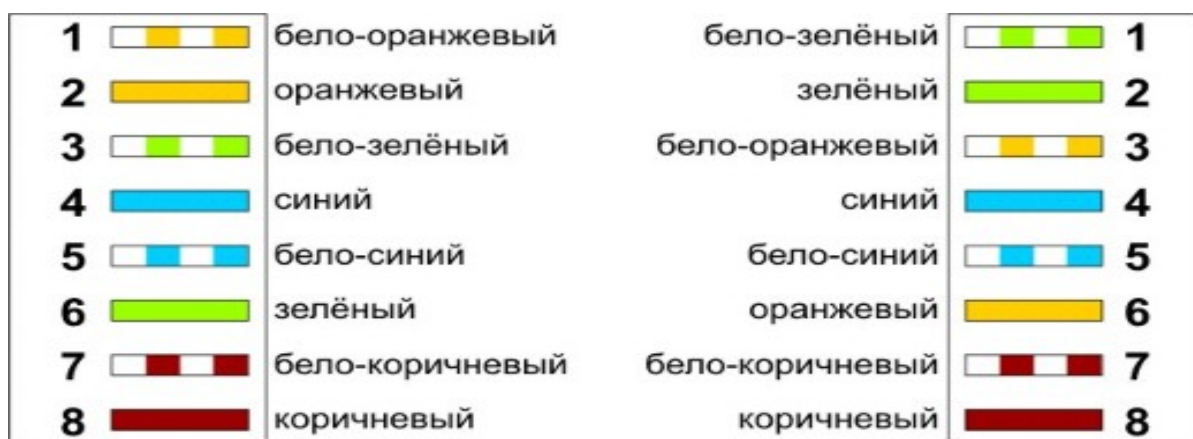 1 бело-оранжевый бело-зелёный 1
2 оранжевый зелёный 2
3 бело-зелёный бело-оранжевый 3
4 синий синий 4
5 бело-синий бело-синий 5
6 зелёный оранжевый 6
7 бело-коричневый бело-коричневый 7
8 коричневый коричневый 8